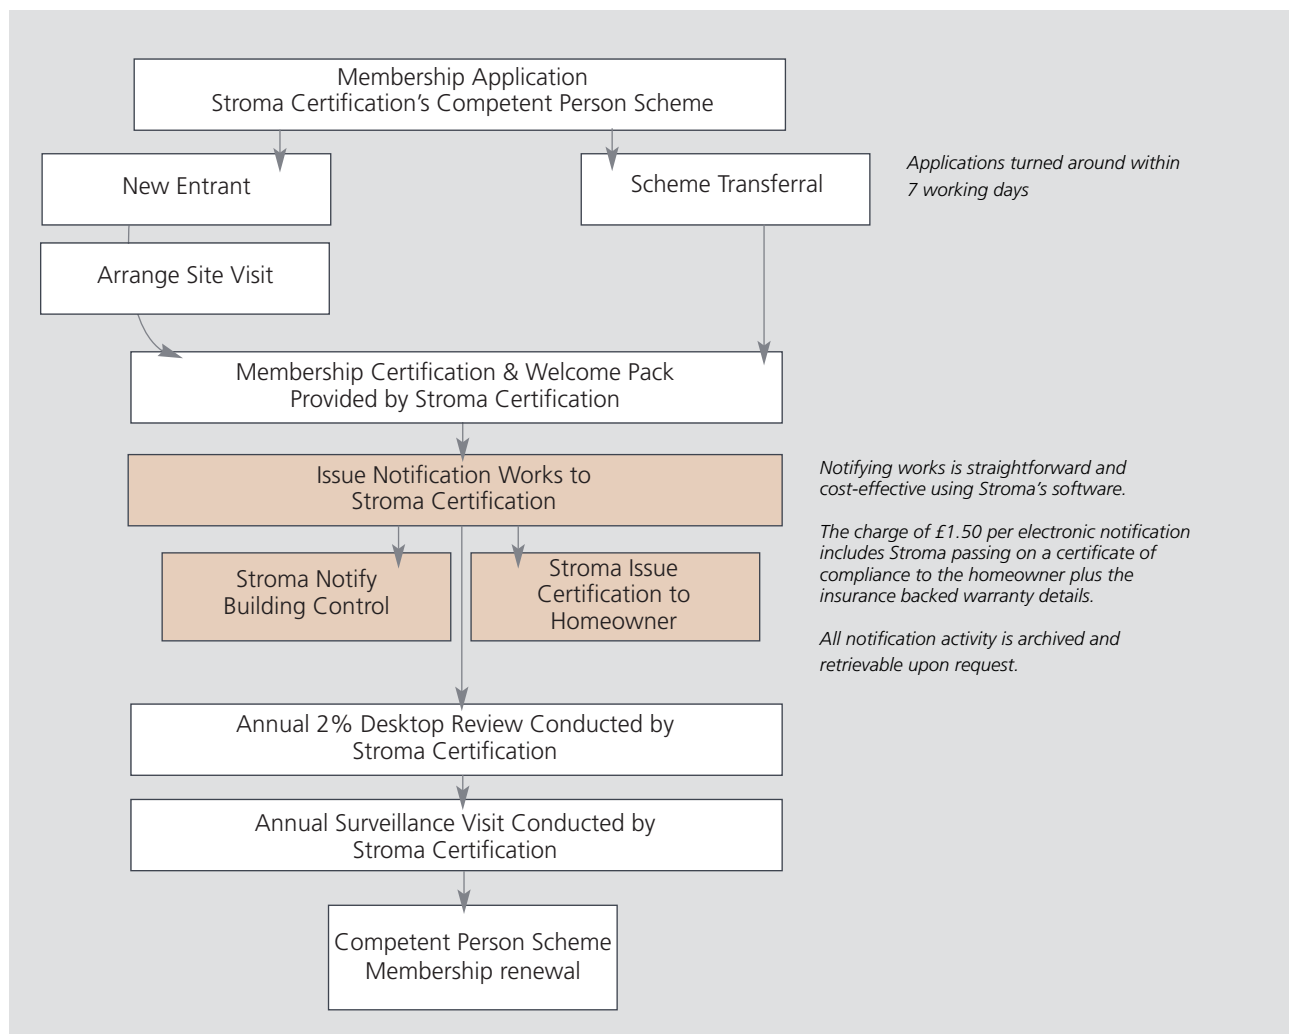 Membership Application
Stroma Certification’s Competent Person Scheme
New Entrant
Scheme Transferral
Applications turned around within
7 working days
Arrange Site Visit
Membership Certification & Welcome Pack
Provided by Stroma Certification
Issue Notification Works to
Stroma Certification
Notifying works is straightforward and
cost-effective using Stroma’s software.
The charge of £1.50 per electronic notification
includes Stroma passing on a certificate of
compliance to the homeowner plus the
insurance backed warranty details.
All notification activity is archived and
retrievable upon request.
Stroma Notify
Building Control
Stroma Issue
Certification to
Homeowner
Annual 2% Desktop Review Conducted by
Stroma Certification
Annual Surveillance Visit Conducted by
Stroma Certification
Competent Person Scheme
Membership renewal